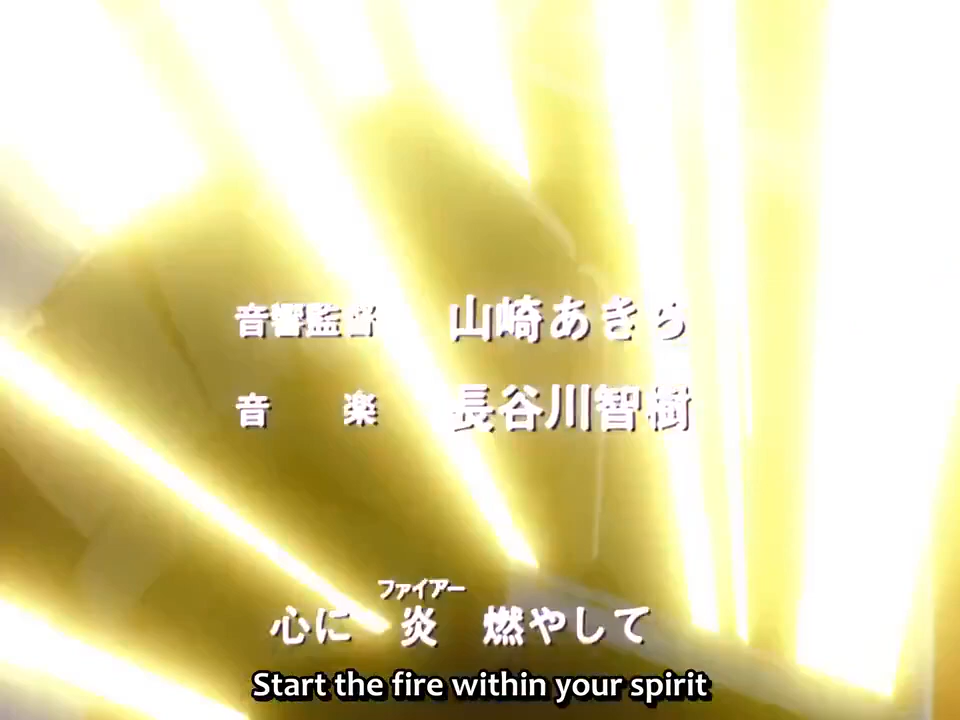 音響監督 山崎あきら
音 楽 長谷川智樹
ファイアー
心に 炎 燃やして
Start the fire within your spirit